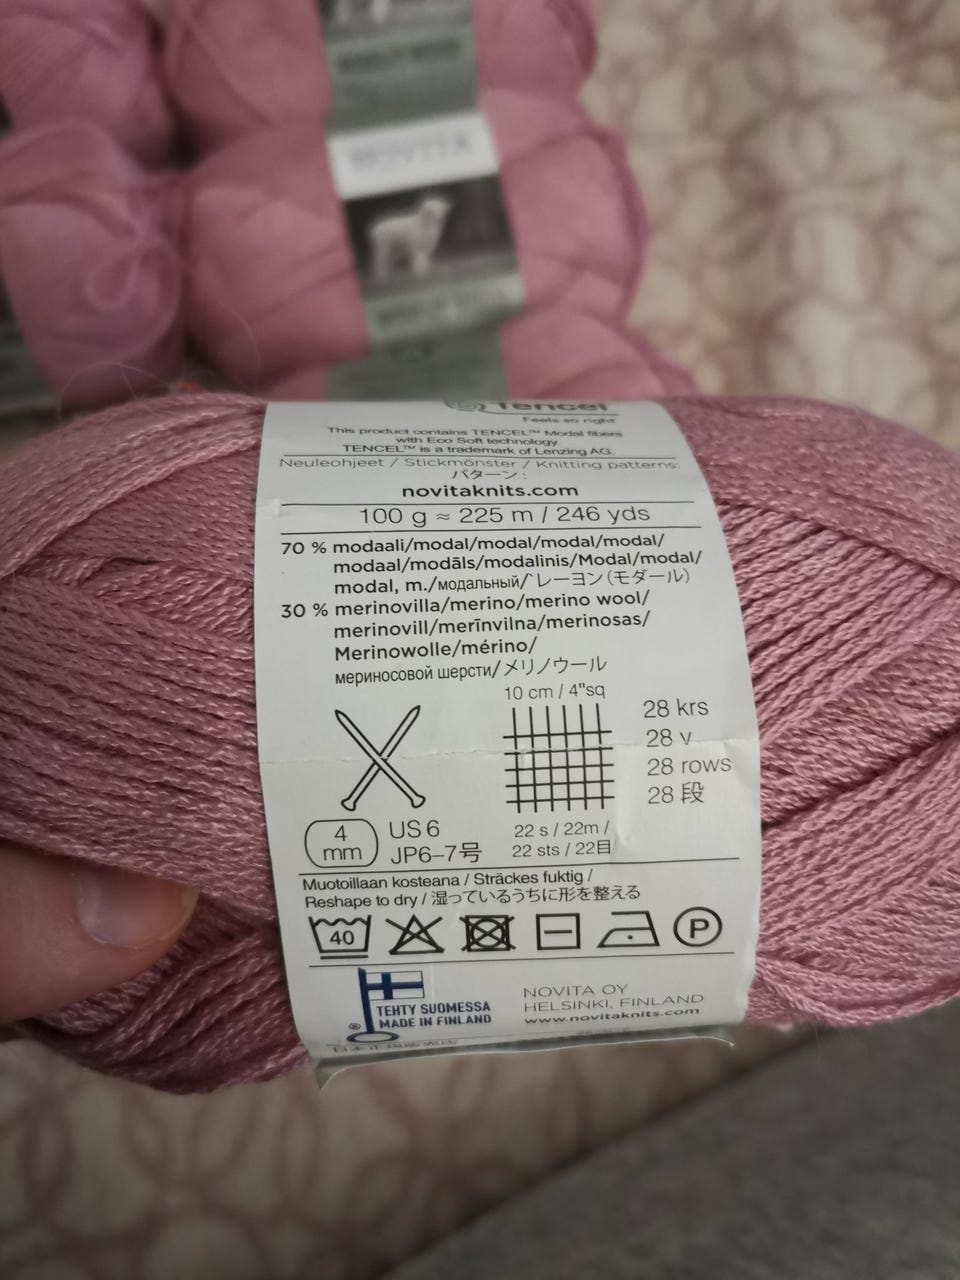 NOVITA
Tencel
Feels so right
This product contains TENCEL™ Modal fibers
with Eco Soft technology.
TENCEL™ is a trademark of Lenzing AG.
Neuleohjeet / Stickmönster / Knitting patterns:
パターン:
novitaknits.com
100 g ≈ 225 m / 246 yds
70 % modaali/modal/modal/modal/modal/
modaal/modāls/modalinis/Modal/modal/
modal, m./модальный/レーヨン(モダール)
30 % merinovilla/merino/merino wool/
merinovill/merīnvilna/merinosas/
Merinowolle/mérino/
мериносовой шерсти/メリノウール
10 cm / 4"sq
28 krs
28 v
28 rows
28 段
4
mm
US 6
JP6–7号
22 s / 22m /
22 sts / 22目
Muotoillaan kosteana / Sträckes fuktig /
Reshape to dry / 湿っているうちに形を整える
40
P
TEHTY SUOMESSA
MADE IN FINLAND
®
NOVITA OY
HELSINKI, FINLAND
www.novitaknits.com